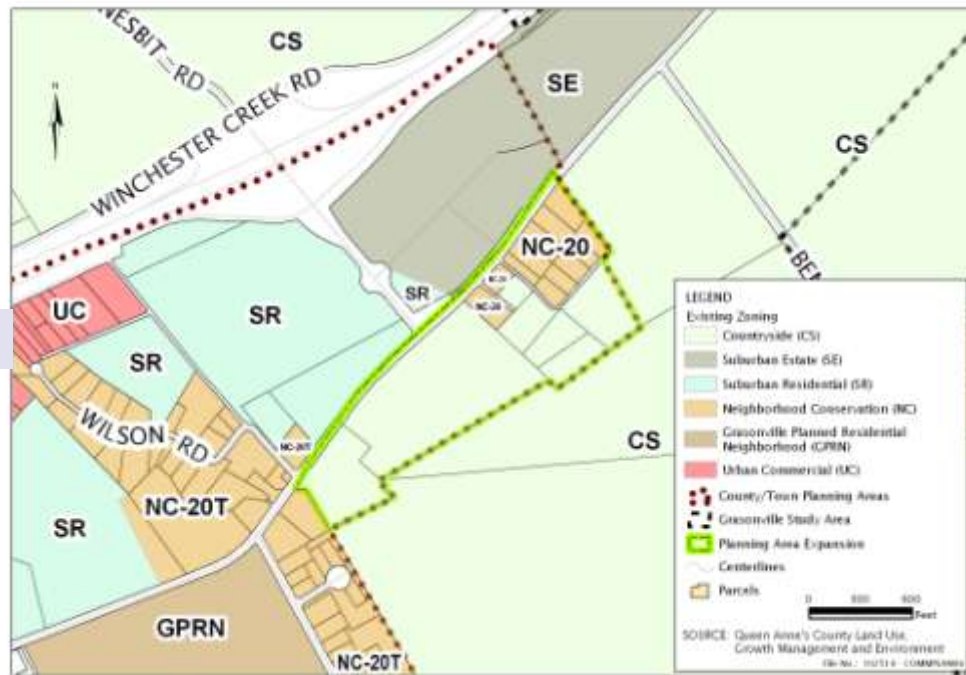 NESBIT RD
CS
SE
WINCHESTER CREEK RD
CS
NC-20
UC
SR
SR
NC-20
SR
WILSON RD
NC-20T
CS
NC-20T
SR
GPRN
NC-20T
LEGEND
Existing Zoning
Countryside (CS)
Suburban Estate (SE)
Suburban Residential (SR)
Neighborhood Conservation (NC)
Grasonville Planned Residential
Neighborhood (GPRN)
Urban Commercial (UC)
County/Town Planning Areas
Grasonville Study Area
Planning Area Expansion
Centerlines
Parcels
0
Feet
SOURCE: Queen Anne's County Land Use,
Growth Management and Environment